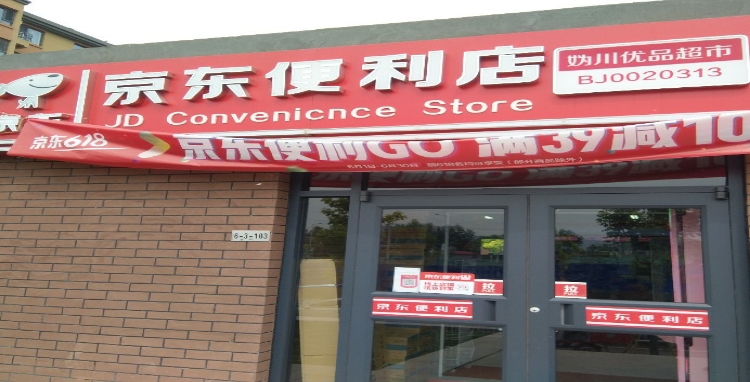 京东便利店
JD Convenicnce Store
妫川优品超市
BJ0020313
京东
京东618
京东便利GO 满39减10
6-3-103
京东便利店
拉
拉
京东便利店
京东便利店